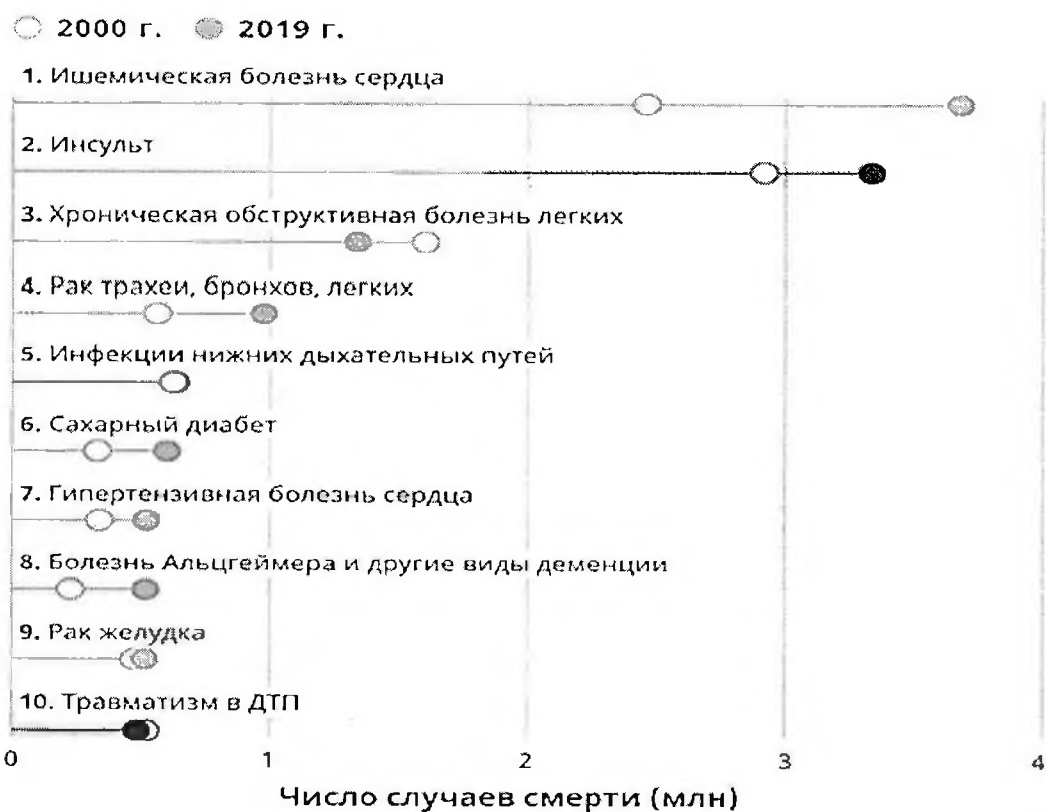 2000 г. 2019 г.
1. Ишемическая болезнь сердца
2. Инсульт
3. Хроническая обструктивная болезнь легких
4. Рак трахеи, бронхов, легких
5. Инфекции нижних дыхательных путей
6. Сахарный диабет
7. Гипертензивная болезнь сердца
8. Болезнь Альцгеймера и другие виды деменции
9. Рак желудка
10. Травматизм в ДТП
0 1 2 3 4
Число случаев смерти (млн)